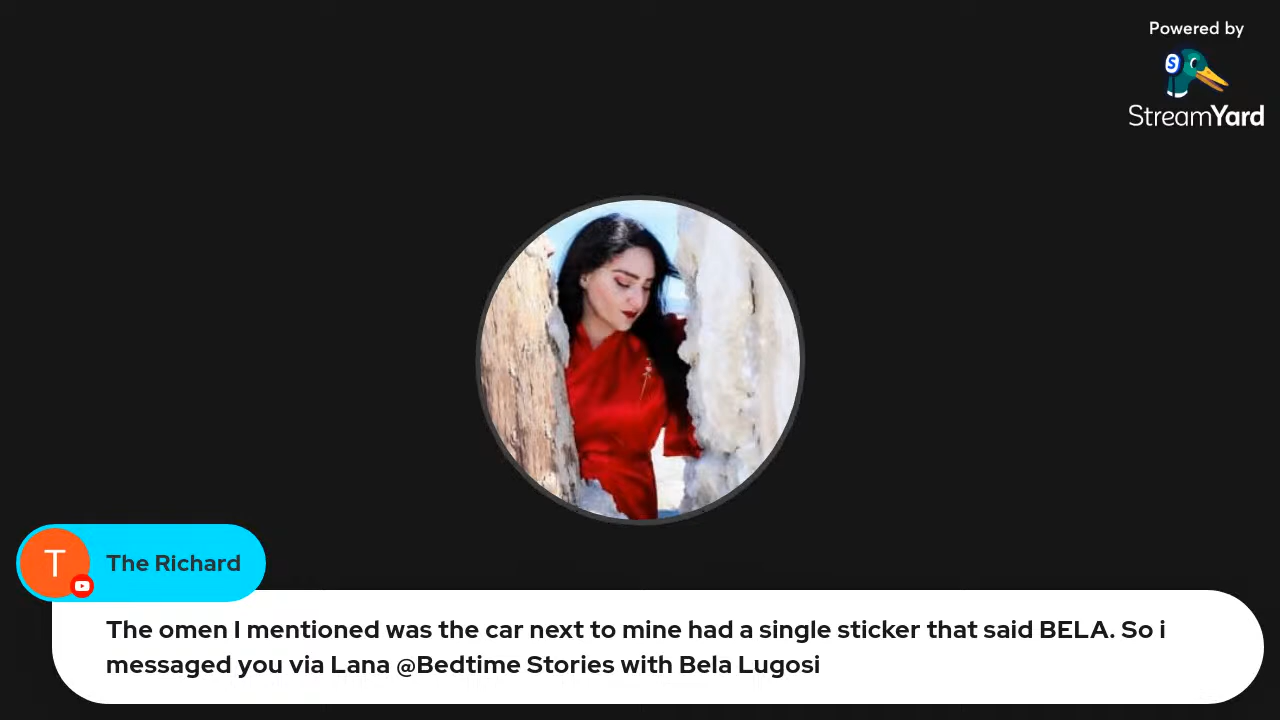 Powered by
S
StreamYard
T
The Richard
The omen I mentioned was the car next to mine had a single sticker that said BELA. So i
messaged you via Lana @Bedtime Stories with Bela Lugosi